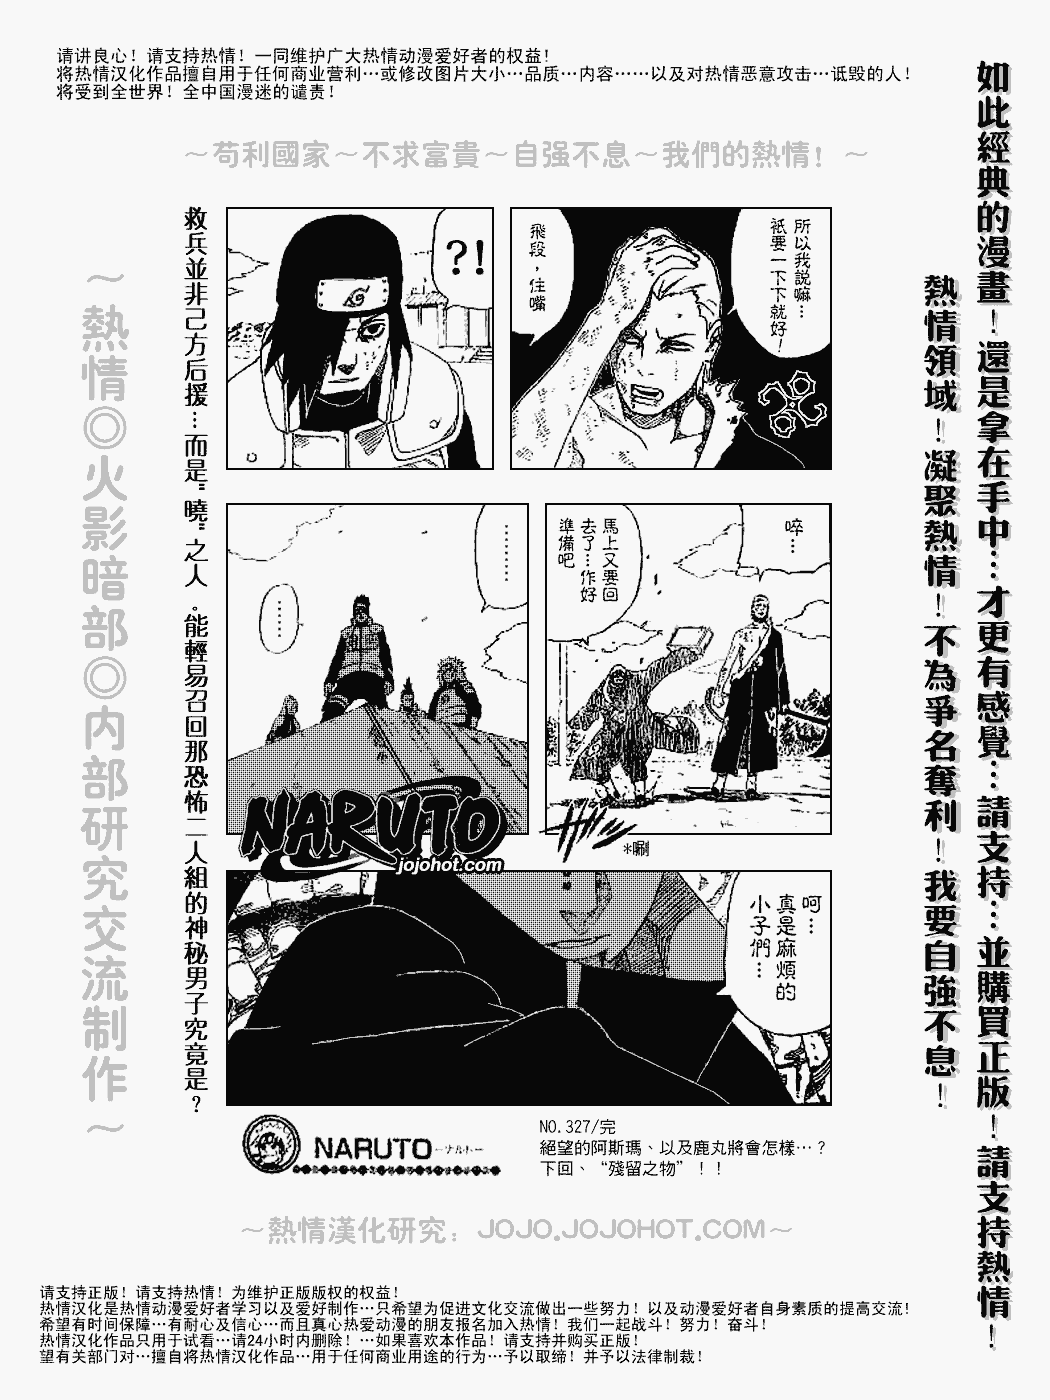 请讲良心！请支持热情！一同维护广大热情动漫爱好者的权益！
将热情汉化作品擅自用于任何商业营利…或修改图片大小…品质…内容……以及对热情恶意攻击…诋毁的人！
将受到全世界！全中国漫迷的谴责！
～苟利國家～不求富貴～自强不息～我們的熱情！～
如此經典的漫畫！還是拿在手中…才更有感覺…請支持…並購買正版！請支持熱情！
熱情領域！凝聚熱情！不為爭名奪利！我要自強不息！
所以我說嘛…
祇要一下下就好！
飛段，住嘴
?!
啐…
馬上又要回
去了…作好
準備吧
………
……
*唰
NARUTO
jojohot.com
呵…
真是麻煩的
小子們…
救兵並非己方后援…而是"曉"之人。能輕易召回那恐怖二人組的神秘男子究竟是？
～熱情◎火影暗部◎内部研究交流制作～
NARUTO
－ナルト－
NO.327/完
絕望的阿斯瑪、以及鹿丸將會怎樣…？
下回、“殘留之物”！！
～熱情漢化研究：JOJO.JOJOHOT.COM～
请支持正版！请支持热情！为维护正版版权的权益！
热情汉化是热情动漫爱好者学习以及爱好制作…只希望为促进文化交流做出一些努力！以及动漫爱好者自身素质的提高交流！
希望有时间保障…有耐心及信心…而且真心热爱动漫的朋友报名加入热情！我们一起战斗！努力！奋斗！
热情汉化作品只用于试看…请24小时内删除！…如果喜欢本作品！请支持并购买正版！
望有关部门对…擅自将热情汉化作品…用于任何商业用途的行为…予以取缔！并予以法律制裁！